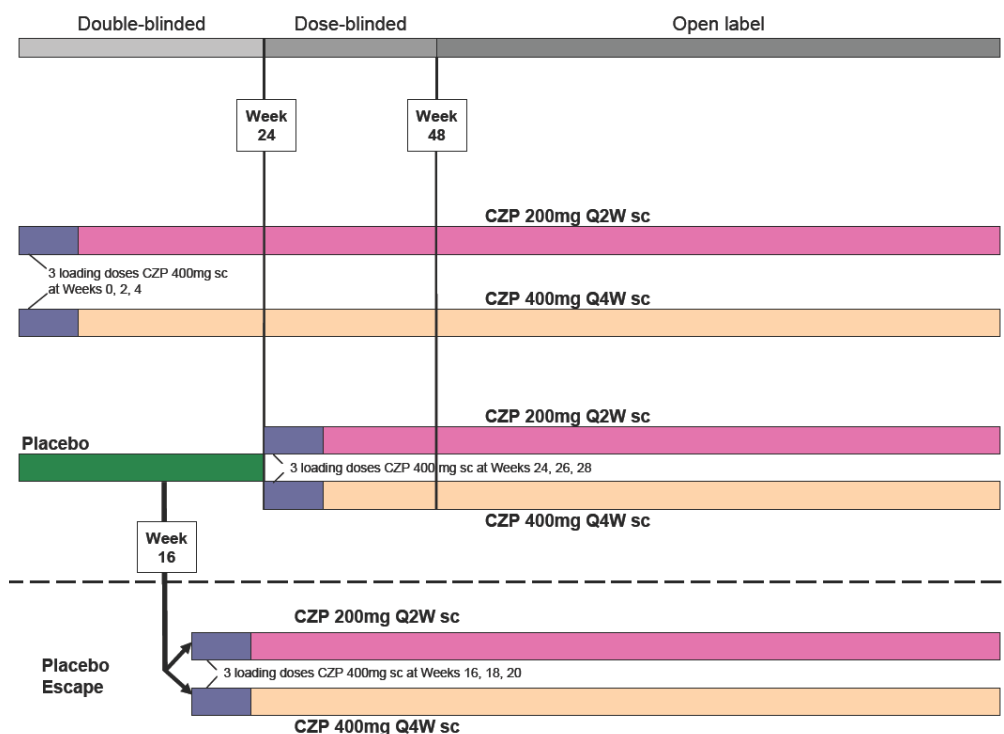 Double-blinded
Dose-blinded
Open label
Week
24
Week
48
CZP 200mg Q2W sc
3 loading doses CZP 400mg sc
at Weeks 0, 2, 4
CZP 400mg Q4W sc
CZP 200mg Q2W sc
Placebo
3 loading doses CZP 400 mg sc at Weeks 24, 26, 28
CZP 400mg Q4W sc
Week
16
CZP 200mg Q2W sc
Placebo
Escape
3 loading doses CZP 400mg sc at Weeks 16, 18, 20
CZP 400mg Q4W sc